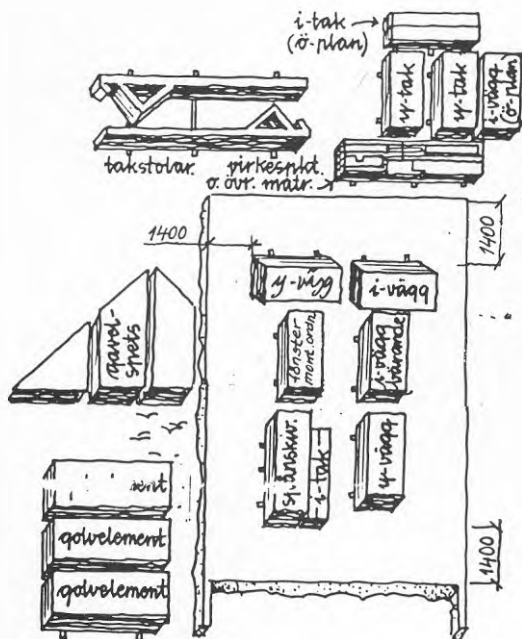 i-tak
(ö-plan)
y-tak
y-tak
i-vägg
ö-plan
takstolar.
virkespkt.
o. övr. matr.
1400
1400
y-vägg
i-vägg
gavel-
spets
fönster
mont.ordn.
i-vägg
bärande
spånskiv.
i-tak
y-vägg
golvelement
golvelement
1400